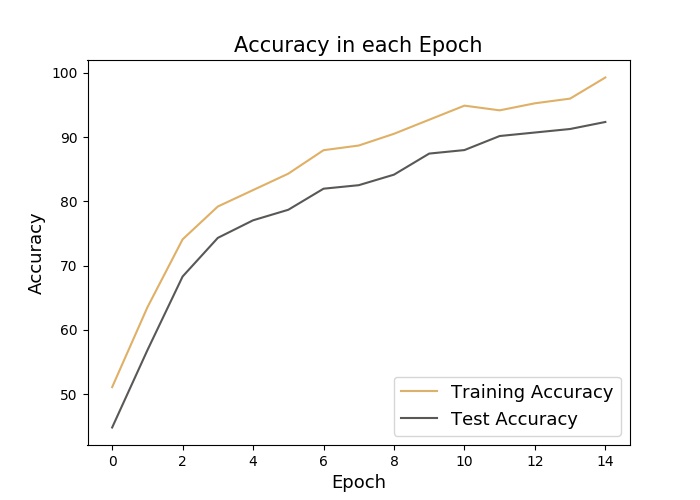 Accuracy in each Epoch
100
90
80
70
60
50
Accuracy
Training Accuracy
Test Accuracy
0 2 4 6 8 10 12 14
Epoch